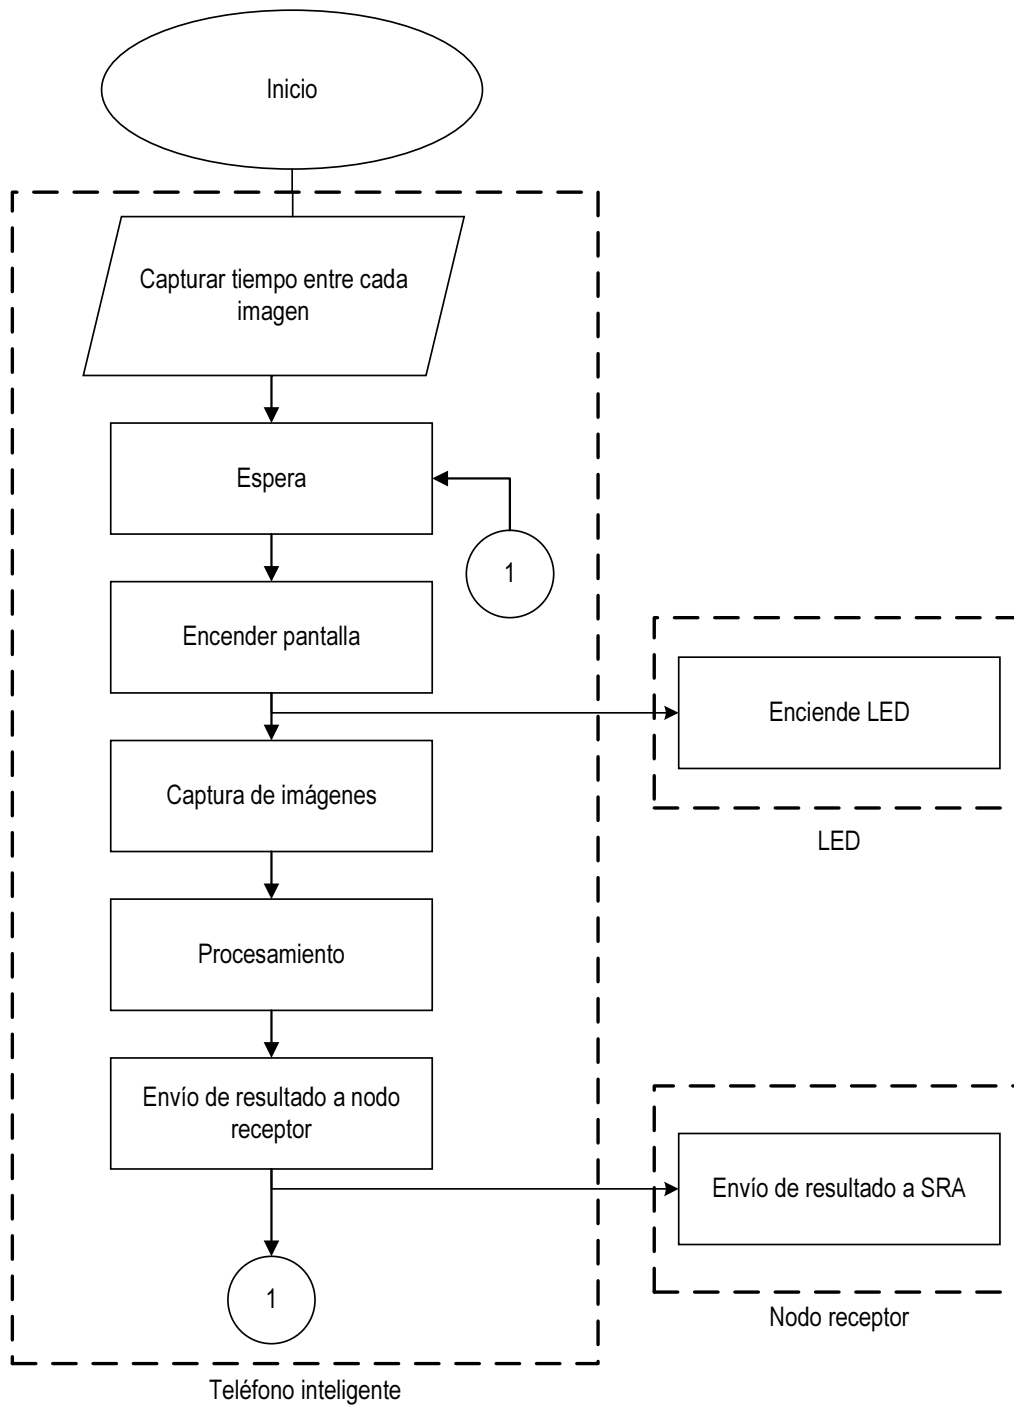 Inicio
Capturar tiempo entre cada
imagen
Espera
1
Encender pantalla
Enciende LED
Captura de imágenes
LED
Procesamiento
Envío de resultado a nodo
receptor
Envío de resultado a SRA
1
Nodo receptor
Teléfono inteligente